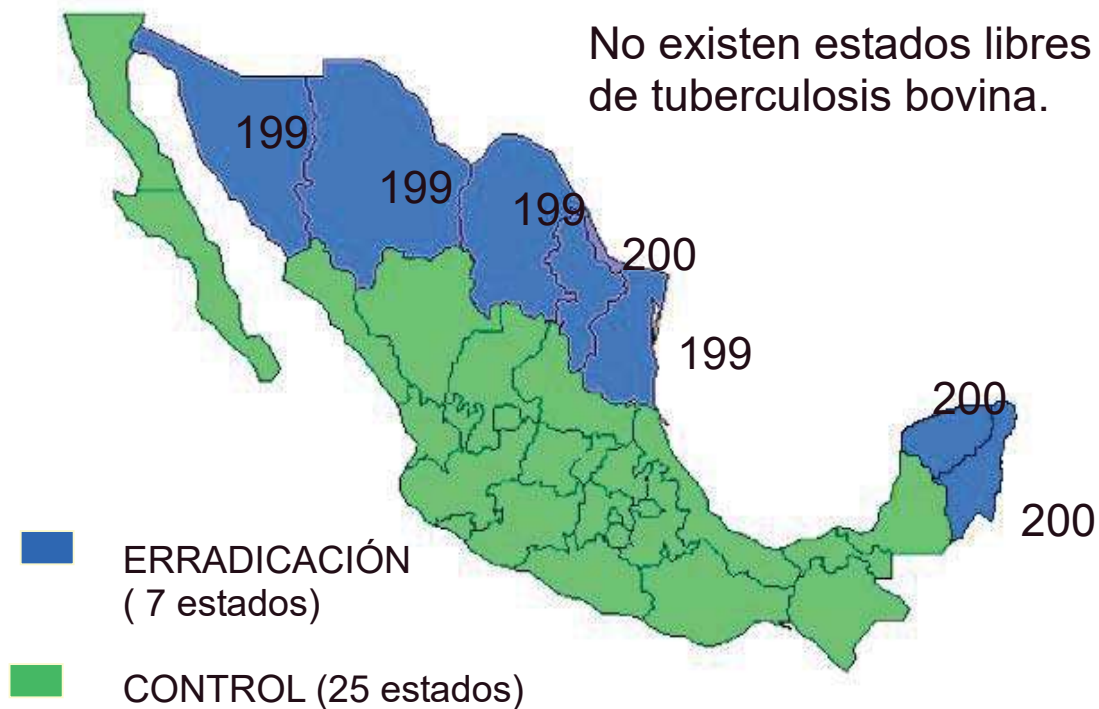 No existen estados libres
de tuberculosis bovina.
199
199
199
200
199
200
200
ERRADICACIÓN
( 7 estados)
CONTROL (25 estados)